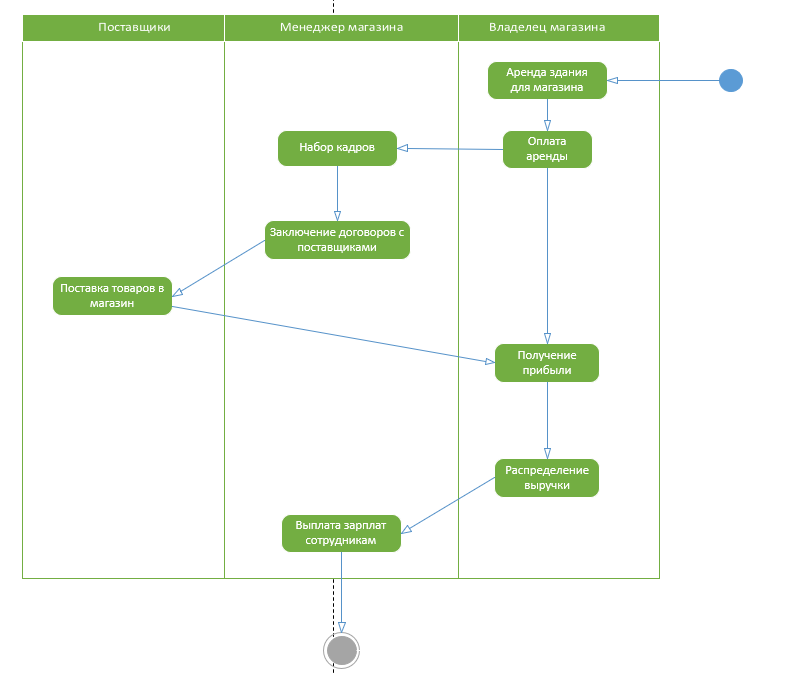 Поставщики
Менеджер магазина
Владелец магазина
Аренда здания
для магазина
Набор кадров
Оплата
аренды
Заключение договоров с
поставщиками
Поставка товаров в
магазин
Получение
прибыли
Распределение
выручки
Выплата зарплат
сотрудникам